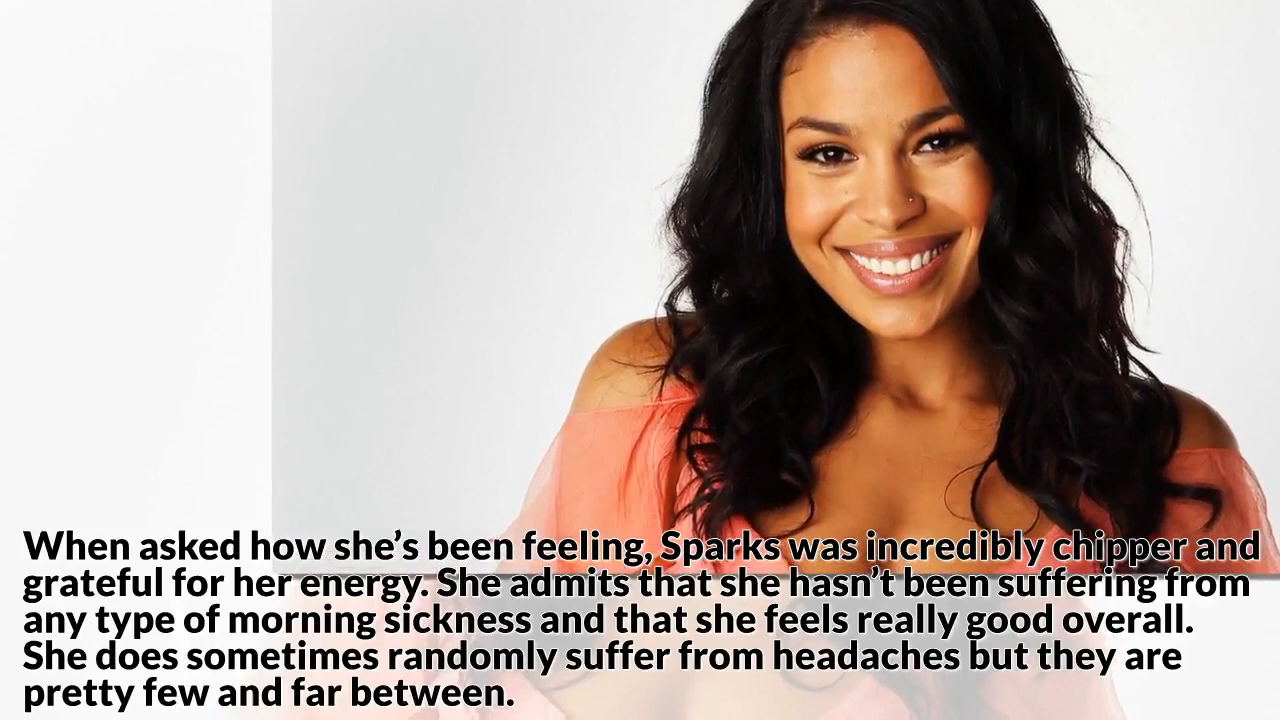 When asked how she’s been feeling, Sparks was incredibly chipper and
grateful for her energy. She admits that she hasn’t been suffering from
any type of morning sickness and that she feels really good overall.
She does sometimes randomly suffer from headaches but they are
pretty few and far between.